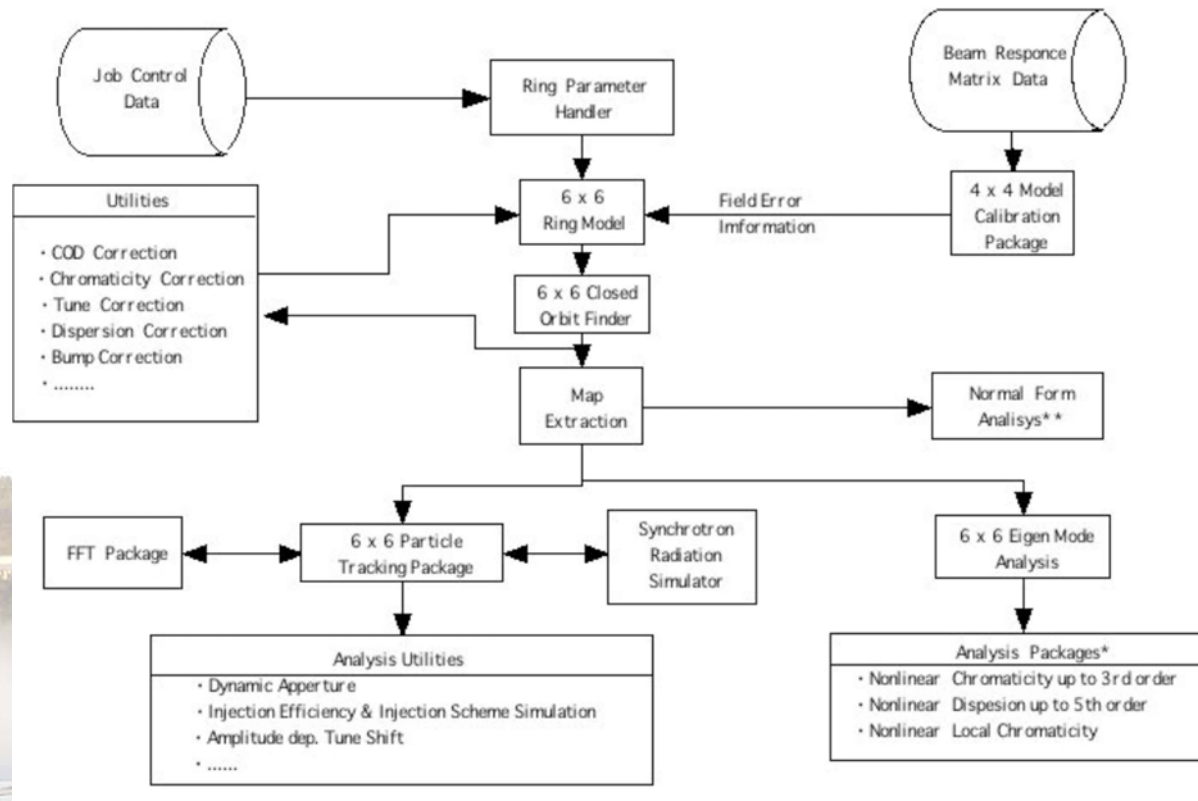 Job Control
Data
Ring Parameter
Handler
Beam Responce
Matrix Data
Utilities
· COD Correction
· Chromaticity Correction
· Tune Correction
· Dispersion Correction
· Bump Correction
· ........
6 x 6
Ring Model
Field Error
Imformation
4 x 4 Model
Calibration
Package
6 x 6 Closed
Orbit Finder
Map
Extraction
Normal Form
Analisys**
FFT Package
6 x 6 Particle
Tracking Package
Synchrotron
Radiation
Simulator
6 x 6 Eigen Mode
Analysis
Analysis Utilities
· Dynamic Apperture
· Injection Efficiency & Injection Scheme Simulation
· Amplitude dep. Tune Shift
· ......
Analysis Packages*
· Nonlinear Chromaticity up to 3rd order
· Nonlinear Dispesion up to 5th order
· Nonlinear Local Chromaticity